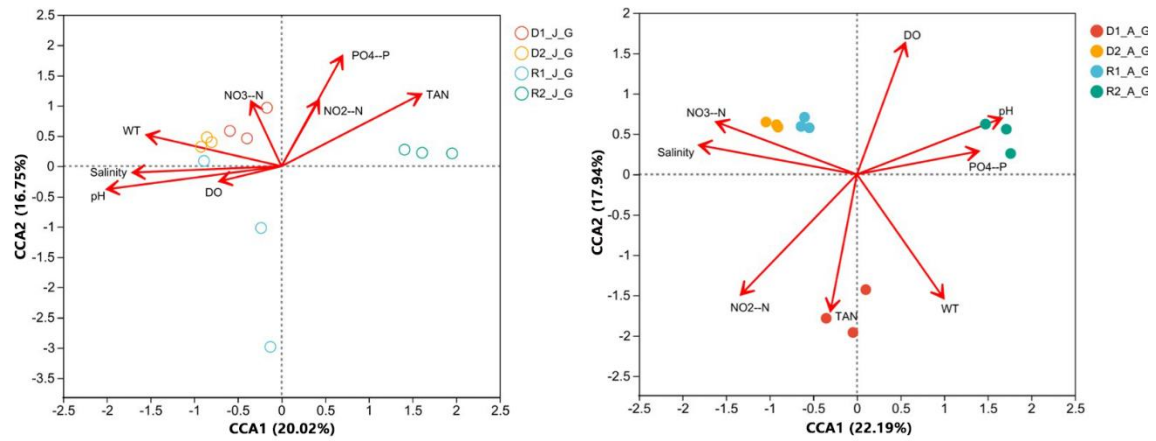 2.5
2
1.5
1
0.5
0
-0.5
-1
-1.5
-2
-2.5
-3
-3.5
CCA2 (16.75%)
PO4--P
NO3--N
NO2--N
TAN
WT
Salinity
pH
DO
-2.5 -2 -1.5 -1 -0.5 0 0.5 1 1.5 2 2.5
CCA1 (20.02%)
D1_J_G
D2_J_G
R1_J_G
R2_J_G
2
1.5
1
0.5
0
-0.5
-1
-1.5
-2
-2.5
CCA2 (17.94%)
DO
NO3--N
pH
Salinity
PO4--P
NO2--N
TAN
WT
-2.5 -2 -1.5 -1 -0.5 0 0.5 1 1.5 2 2.5
CCA1 (22.19%)
D1_A_G
D2_A_G
R1_A_G
R2_A_G